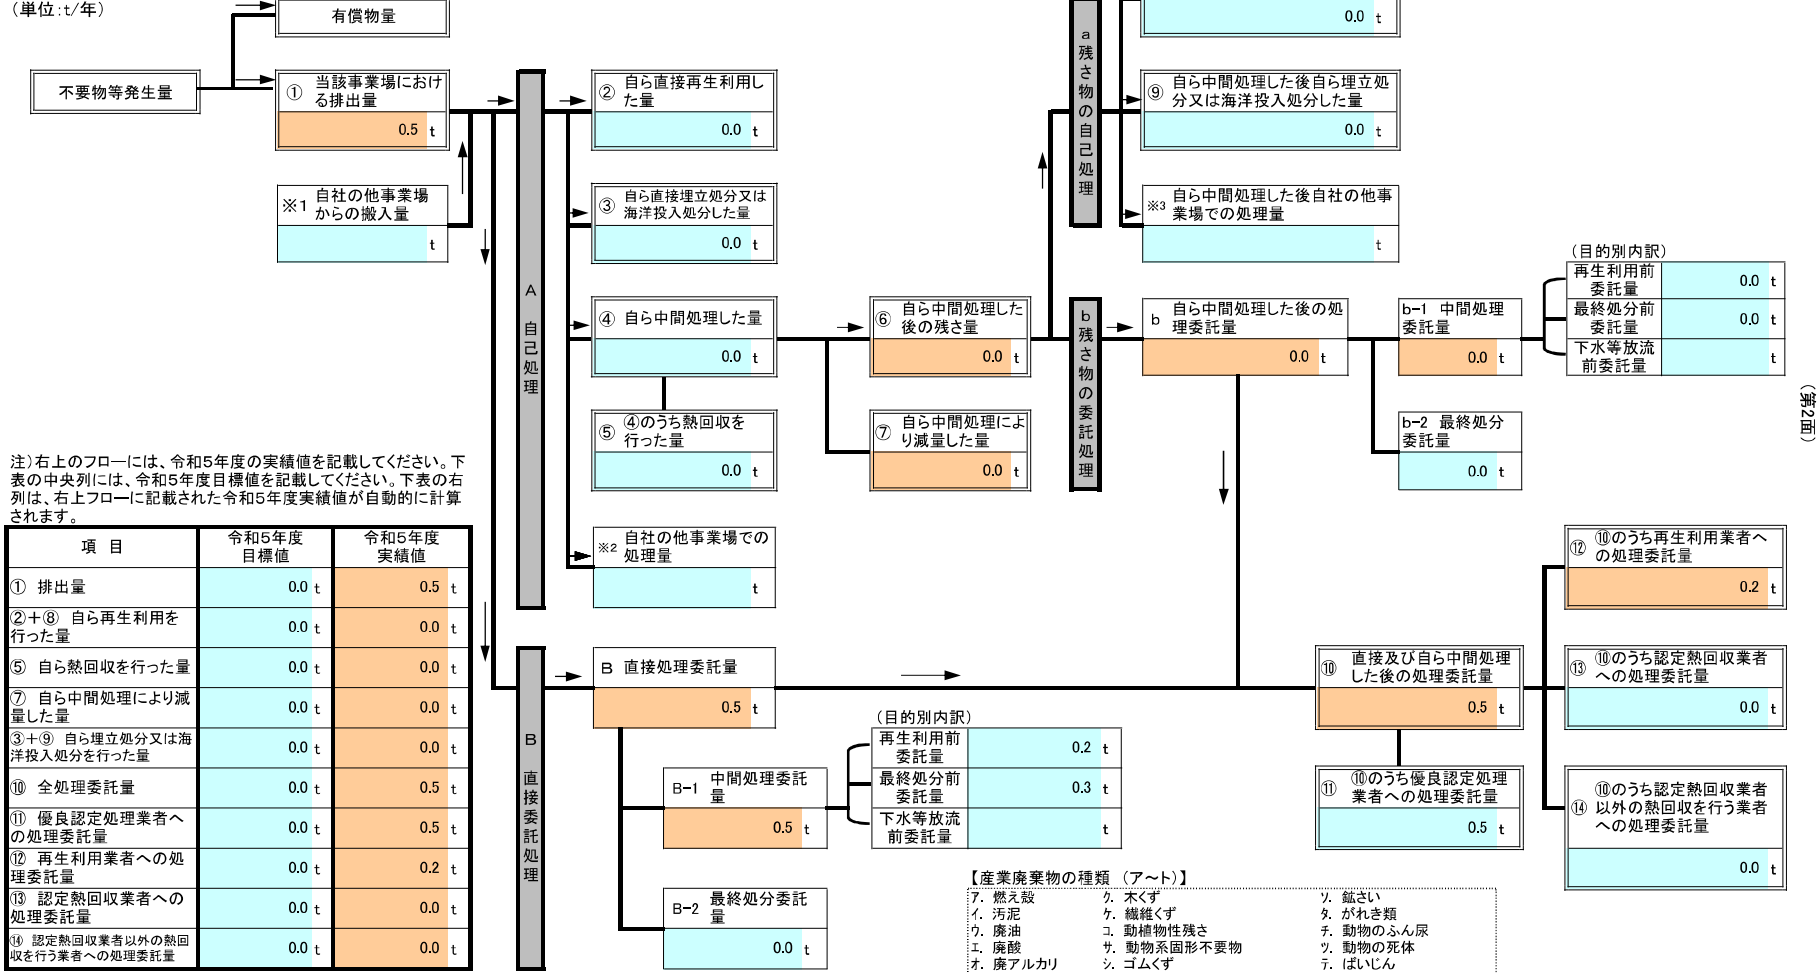 （単位:t/年）
有償物量
不要物等発生量
① 当該事業場におけ
る排出量
0.5 t
※1 自社の他事業場
からの搬入量
t
A 自己処理
② 自ら直接再生利用し
た量
0.0 t
③ 自ら直接埋立処分又は
海洋投入処分した量
0.0 t
④ 自ら中間処理した量
0.0 t
⑤ ④のうち熱回収を
行った量
0.0 t
※2 自社の他事業場での
処理量
t
⑥ 自ら中間処理した
後の残さ量
0.0 t
⑦ 自ら中間処理によ
り減量した量
0.0 t
a 残さ物の自己処理
0.0 t
⑨ 自ら中間処理した後自ら埋立処
分又は海洋投入処分した量
0.0 t
※3 自ら中間処理した後自社の他事
業場での処理量
t
b 残さ物の委託処理
b 自ら中間処理した後の処
理委託量
0.0 t
b-1 中間処理
委託量
0.0 t
b-2 最終処分
委託量
0.0 t
（目的別内訳）
再生利用前
委託量 0.0 t
最終処分前
委託量 0.0 t
下水等放流
前委託量 t
（第2面）
注）右上のフローには、令和5年度の実績値を記載してください。下
表の中央列には、令和5年度目標値を記載してください。下表の右
列は、右上フローに記載された令和5年度実績値が自動的に計算
されます。
項 目 令和5年度
目標値 令和5年度
実績値
① 排出量 0.0 t 0.5 t
②＋⑧ 自ら再生利用を
行った量 0.0 t 0.0 t
⑤ 自ら熱回収を行った量 0.0 t 0.0 t
⑦ 自ら中間処理により減
量した量 0.0 t 0.0 t
③＋⑨ 自ら埋立処分又は海
洋投入処分を行った量 0.0 t 0.0 t
⑩ 全処理委託量 0.0 t 0.5 t
⑪ 優良認定処理業者へ
の処理委託量 0.0 t 0.5 t
⑫ 再生利用業者への処
理委託量 0.0 t 0.2 t
⑬ 認定熱回収業者への
処理委託量 0.0 t 0.0 t
⑭ 認定熱回収業者以外の熱回
収を行う業者への処理委託量 0.0 t 0.0 t
B 直接委託処理
B 直接処理委託量
0.5 t
B-1 中間処理委託
量
0.5 t
B-2 最終処分委託
量
0.0 t
（目的別内訳）
再生利用前
委託量 0.2 t
最終処分前
委託量 0.3 t
下水等放流
前委託量 t
⑩ 直接及び自ら中間処理
した後の処理委託量
0.5 t
⑪ ⑩のうち優良認定処理
業者への処理委託量
0.5 t
⑫ ⑩のうち再生利用業者へ
の処理委託量
0.2 t
⑬ ⑩のうち認定熱回収業者
への処理委託量
0.0 t
⑭ ⑩のうち認定熱回収業者
以外の熱回収を行う業者
への処理委託量
0.0 t
【産業廃棄物の種類 （ア～ト）】
ア. 燃え殻 ク. 木くず ソ. 鉱さい
イ. 汚泥 ケ. 繊維くず タ. がれき類
ウ. 廃油 コ. 動植物性残さ チ. 動物のふん尿
エ. 廃酸 サ. 動物系固形不要物 ツ. 動物の死体
オ. 廃アルカリ シ. ゴムくず テ. ばいじん